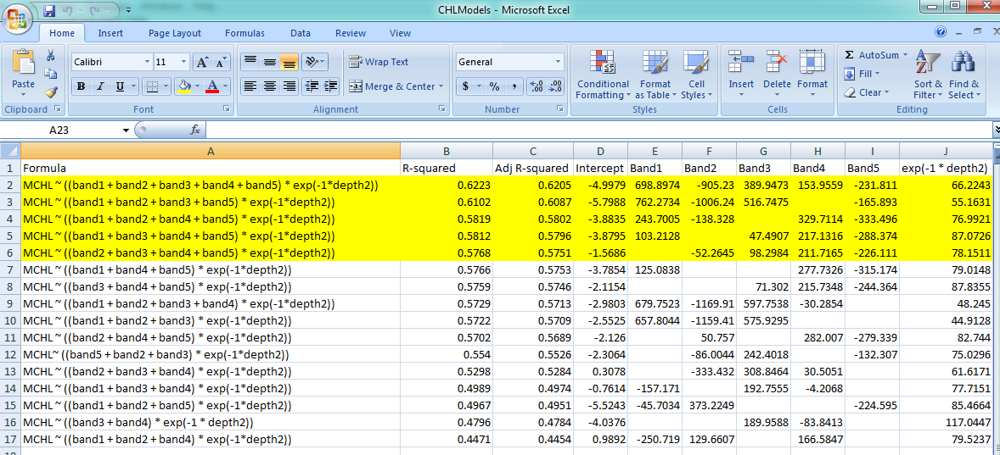 CHLModels - Microsoft Excel
Home Insert Page Layout Formulas Data Review View
Paste Calibri 11 A A Wrap Text General Conditional Formatting Format as Table Cell Styles Insert Delete Format Σ AutoSum Fill Clear Sort & Filter Find & Select
B I U A Merge & Center $ % ,
Clipboard Font Alignment Number Styles Cells Editing
A23 fx
A B C D E F G H I J
1 Formula R-squared Adj R-squared Intercept Band1 Band2 Band3 Band4 Band5 exp(-1 * depth2)
2 MCHL ~ ((band1 + band2 + band3 + band4 + band5) * exp(-1*depth2)) 0.6223 0.6205 -4.9979 698.8974 -905.23 389.9473 153.9559 -231.811 66.2243
3 MCHL ~ ((band1 + band2 + band3 + band5) * exp(-1*depth2)) 0.6102 0.6087 -5.7988 762.2734 -1006.24 516.7475 -165.893 55.1631
4 MCHL ~ ((band1 + band2 + band4 + band5) * exp(-1*depth2)) 0.5819 0.5802 -3.8835 243.7005 -138.328 329.7114 -333.496 76.9921
5 MCHL ~ ((band1 + band3 + band4 + band5) * exp(-1*depth2)) 0.5812 0.5796 -3.8795 103.2128 47.4907 217.1316 -288.374 87.0726
6 MCHL ~ ((band2 + band3 + band4 + band5) * exp(-1*depth2)) 0.5768 0.5751 -1.5686 -52.2645 98.2984 211.7165 -226.111 78.1511
7 MCHL ~ ((band1 + band4 + band5) * exp(-1*depth2)) 0.5766 0.5753 -3.7854 125.0838 277.7326 -315.174 79.0148
8 MCHL ~ ((band3 + band4 + band5) * exp(-1*depth2)) 0.5759 0.5746 -2.1154 71.302 215.7348 -244.364 87.8355
9 MCHL ~ ((band1 + band2 + band3 + band4) * exp(-1*depth2)) 0.5729 0.5713 -2.9803 679.7523 -1169.91 597.7538 -30.2854 48.245
10 MCHL ~ ((band1 + band2 + band3) * exp(-1*depth2)) 0.5722 0.5709 -2.5525 657.8044 -1159.41 575.9295 44.9128
11 MCHL ~ ((band2 + band4 + band5) * exp(-1*depth2)) 0.5702 0.5689 -2.126 50.757 282.007 -279.339 82.744
12 MCHL~ ((band5 + band2 + band3) * exp(-1*depth2)) 0.554 0.5526 -2.3064 -86.0044 242.4018 -132.307 75.0296
13 MCHL ~ ((band2 + band3 + band4) * exp(-1*depth2)) 0.5298 0.5284 0.3078 -333.432 308.8464 30.5051 61.6171
14 MCHL ~ ((band1 + band3 + band4) * exp(-1*depth2)) 0.4989 0.4974 -0.7614 -157.171 192.7555 -4.2068 77.7151
15 MCHL ~ ((band1 + band2 + band5) * exp(-1*depth2)) 0.4967 0.4951 -5.5243 -45.7034 373.2249 -224.595 85.4664
16 MCHL ~ ((band3 + band4) * exp(-1 * depth2)) 0.4796 0.4784 -4.0376 189.9588 -83.8413 117.0447
17 MCHL ~ ((band1 + band2 + band4) * exp(-1*depth2)) 0.4471 0.4454 0.9892 -250.719 129.6607 166.5847 79.5237